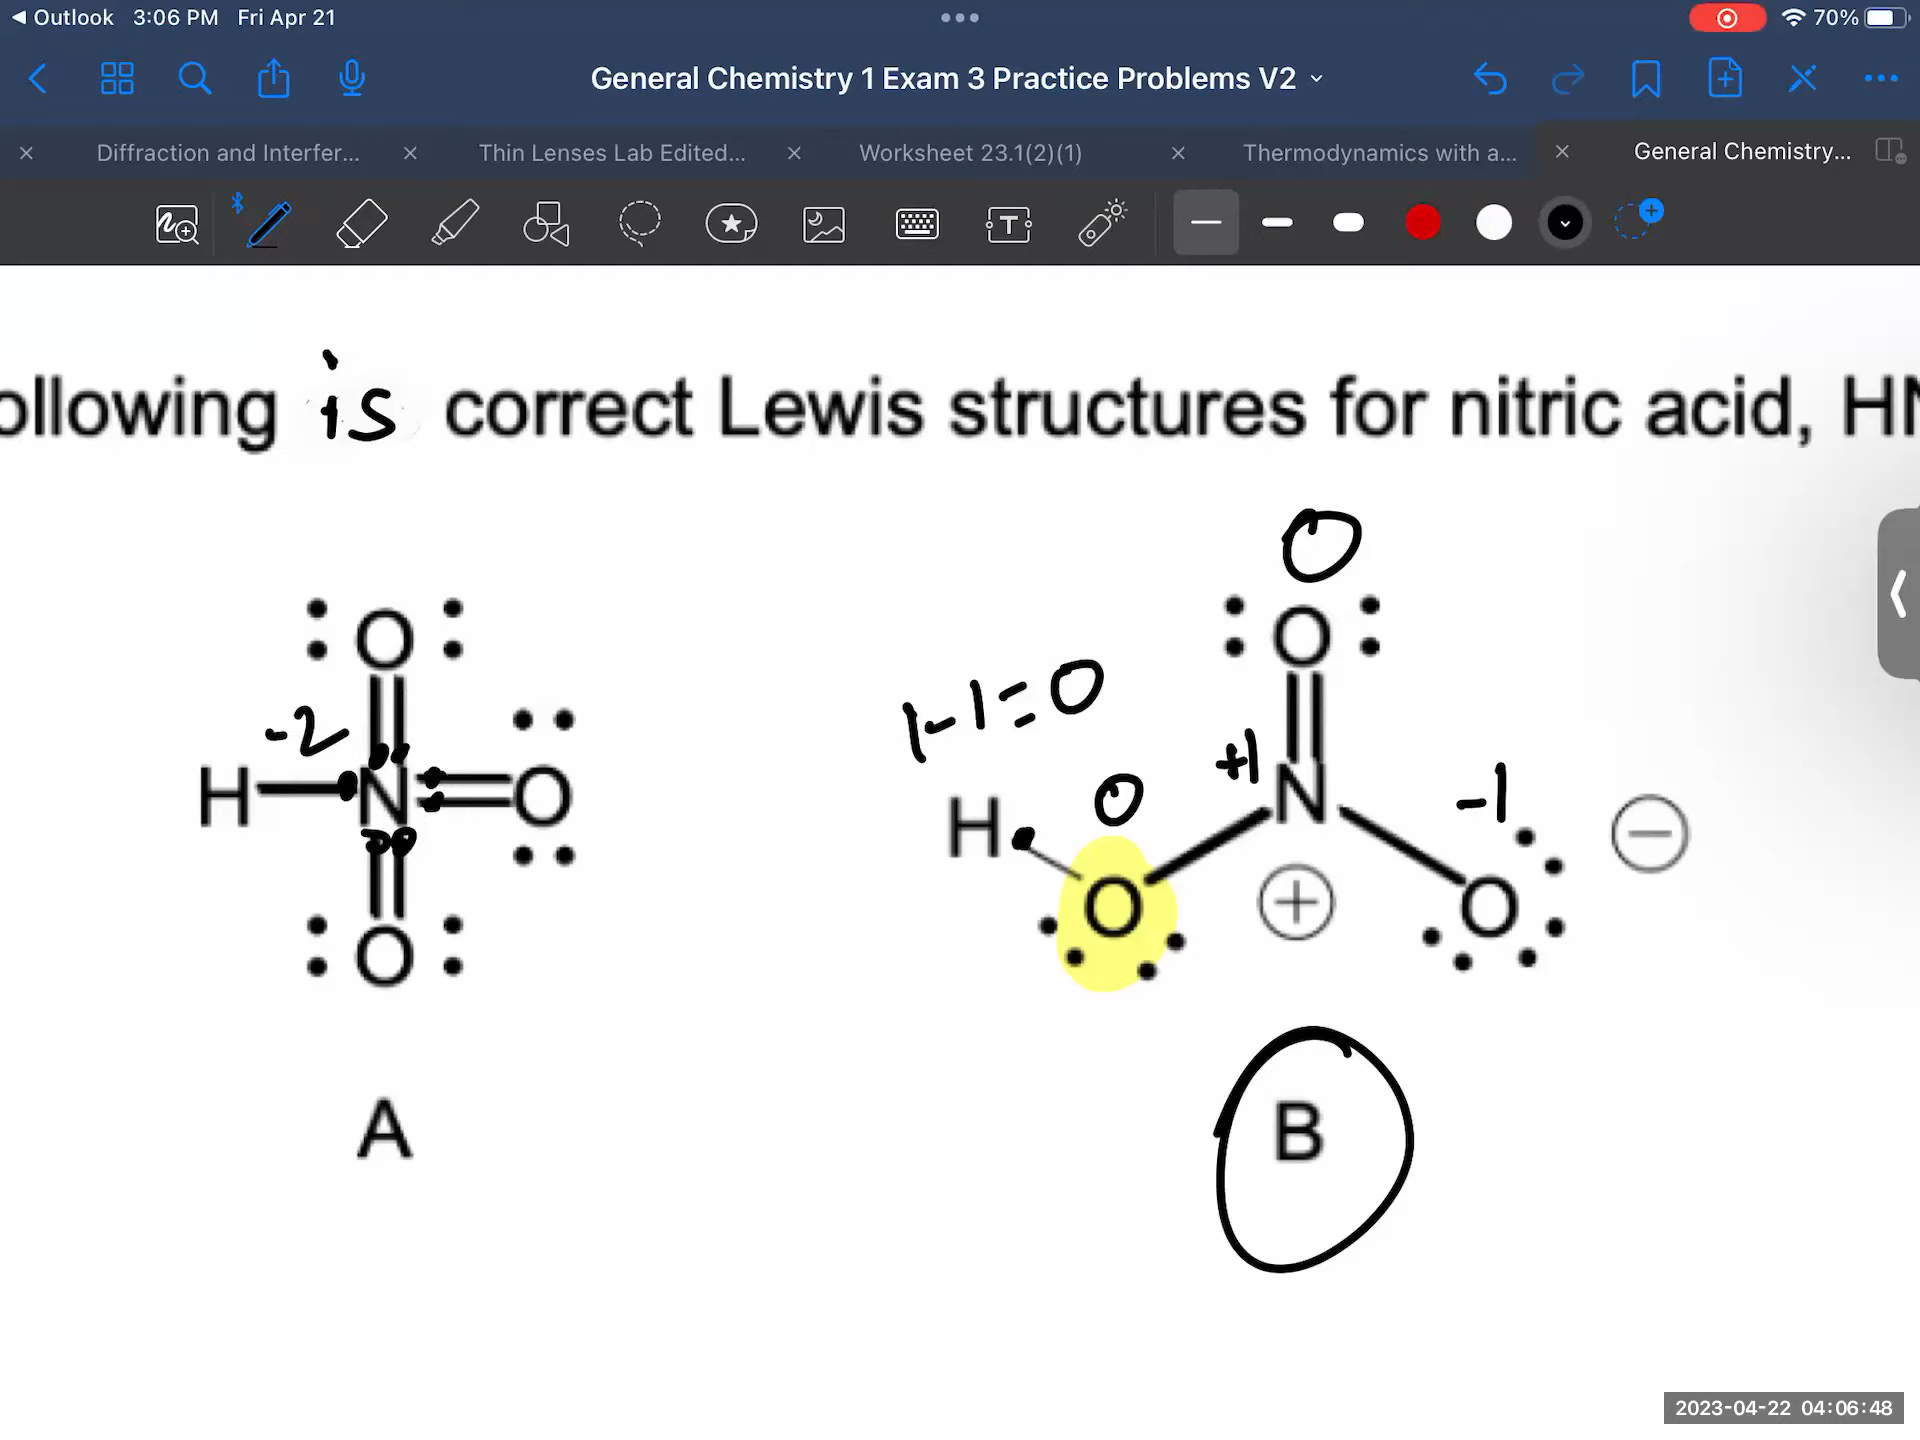 Outlook 3:06 PM Fri Apr 21 70%
General Chemistry 1 Exam 3 Practice Problems V2
Diffraction and Interfer... Thin Lenses Lab Edited... Worksheet 23.1(2)(1) Thermodynamics with a... General Chemistry...
T
ollowing is correct Lewis structures for nitric acid, HN
O
O O
1-1=0
-2 +1 -1
H N O H O N
O O
O
A B
2023-04-22 04:06:48